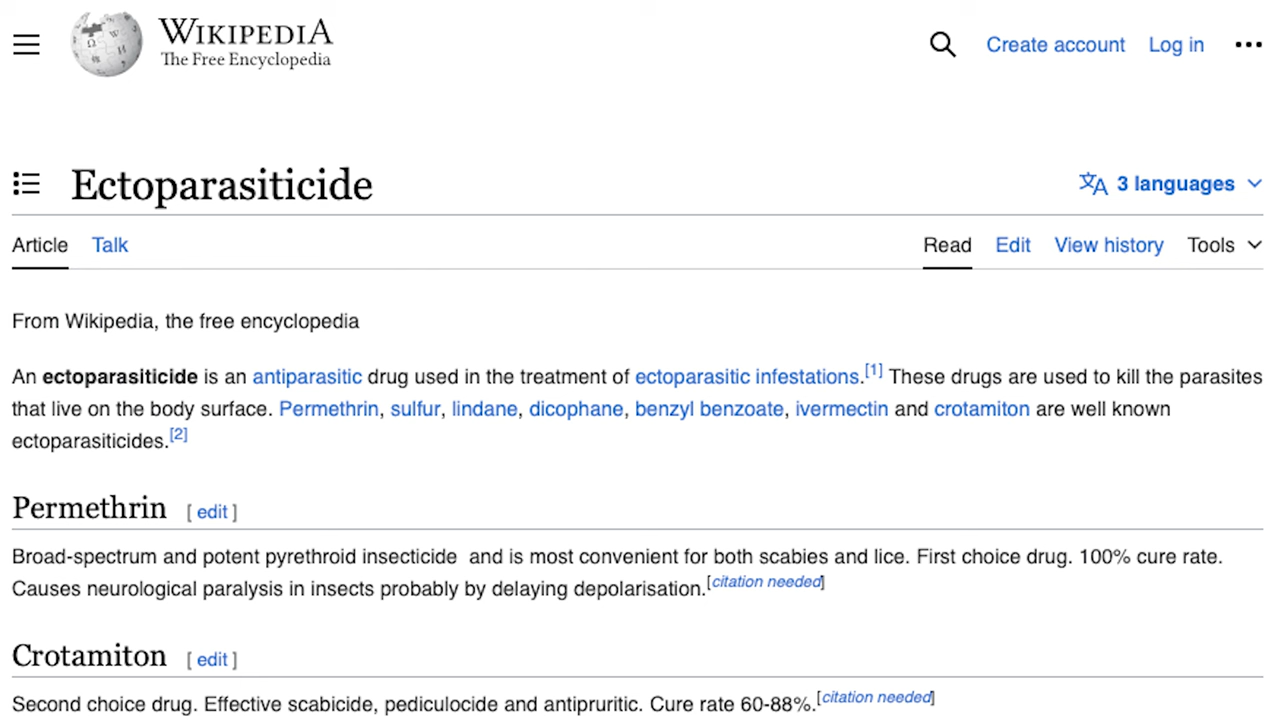 WIKIPEDIA
The Free Encyclopedia
Create account Log in
Ectoparasiticide
3 languages
Article Talk Read Edit View history Tools
From Wikipedia, the free encyclopedia
An ectoparasiticide is an antiparasitic drug used in the treatment of ectoparasitic infestations.[1] These drugs are used to kill the parasites
that live on the body surface. Permethrin, sulfur, lindane, dicophane, benzyl benzoate, ivermectin and crotamiton are well known
ectoparasiticides.[2]
Permethrin [ edit ]
Broad-spectrum and potent pyrethroid insecticide and is most convenient for both scabies and lice. First choice drug. 100% cure rate.
Causes neurological paralysis in insects probably by delaying depolarisation.[citation needed]
Crotamiton [ edit ]
Second choice drug. Effective scabicide, pediculocide and antipruritic. Cure rate 60-88%.[citation needed]